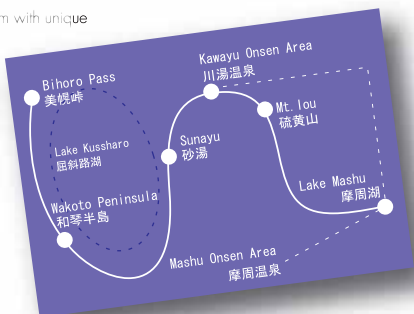 m with unique
Kawayu Onsen Area
川湯温泉
Bihoro Pass
美幌峠
Mt.Iou
硫黄山
Lake Kussharo
屈斜路湖
Sunayu
砂湯
Lake Mashu
摩周湖
Wakoto Peninsula
和琴半島
Mashu Onsen Area
摩周温泉